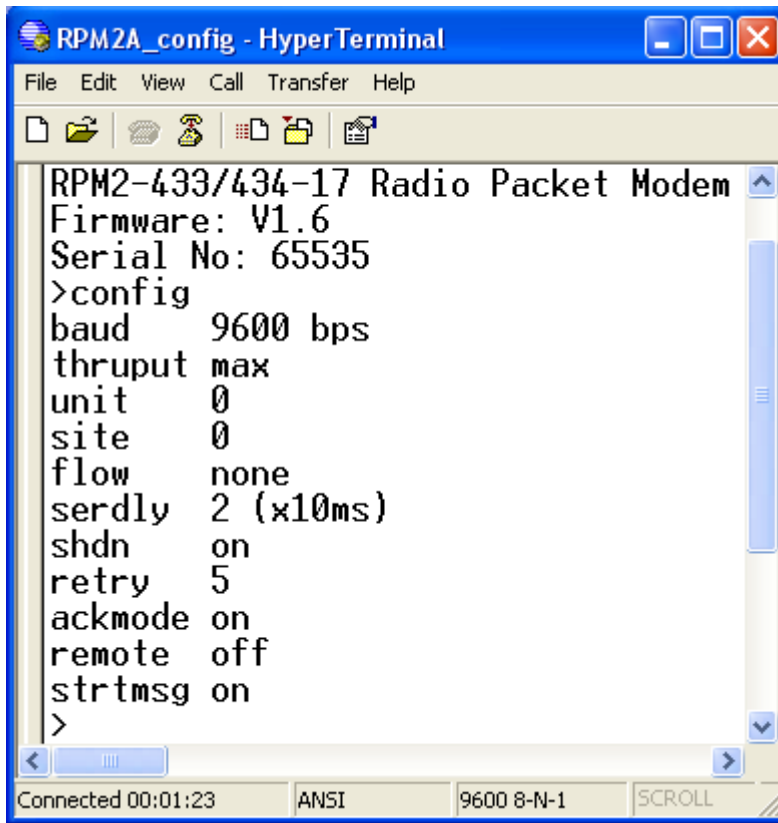 RPM2A_config - HyperTerminal
File Edit View Call Transfer Help
RPM2-433/434-17 Radio Packet Modem
Firmware: V1.6
Serial No: 65535
>config
baud 9600 bps
thruput max
unit 0
site 0
flow none
serdly 2 (x10ms)
shdn on
retry 5
ackmode on
remote off
strtmsg on
>
Connected 00:01:23 ANSI 9600 8-N-1 SCROLL